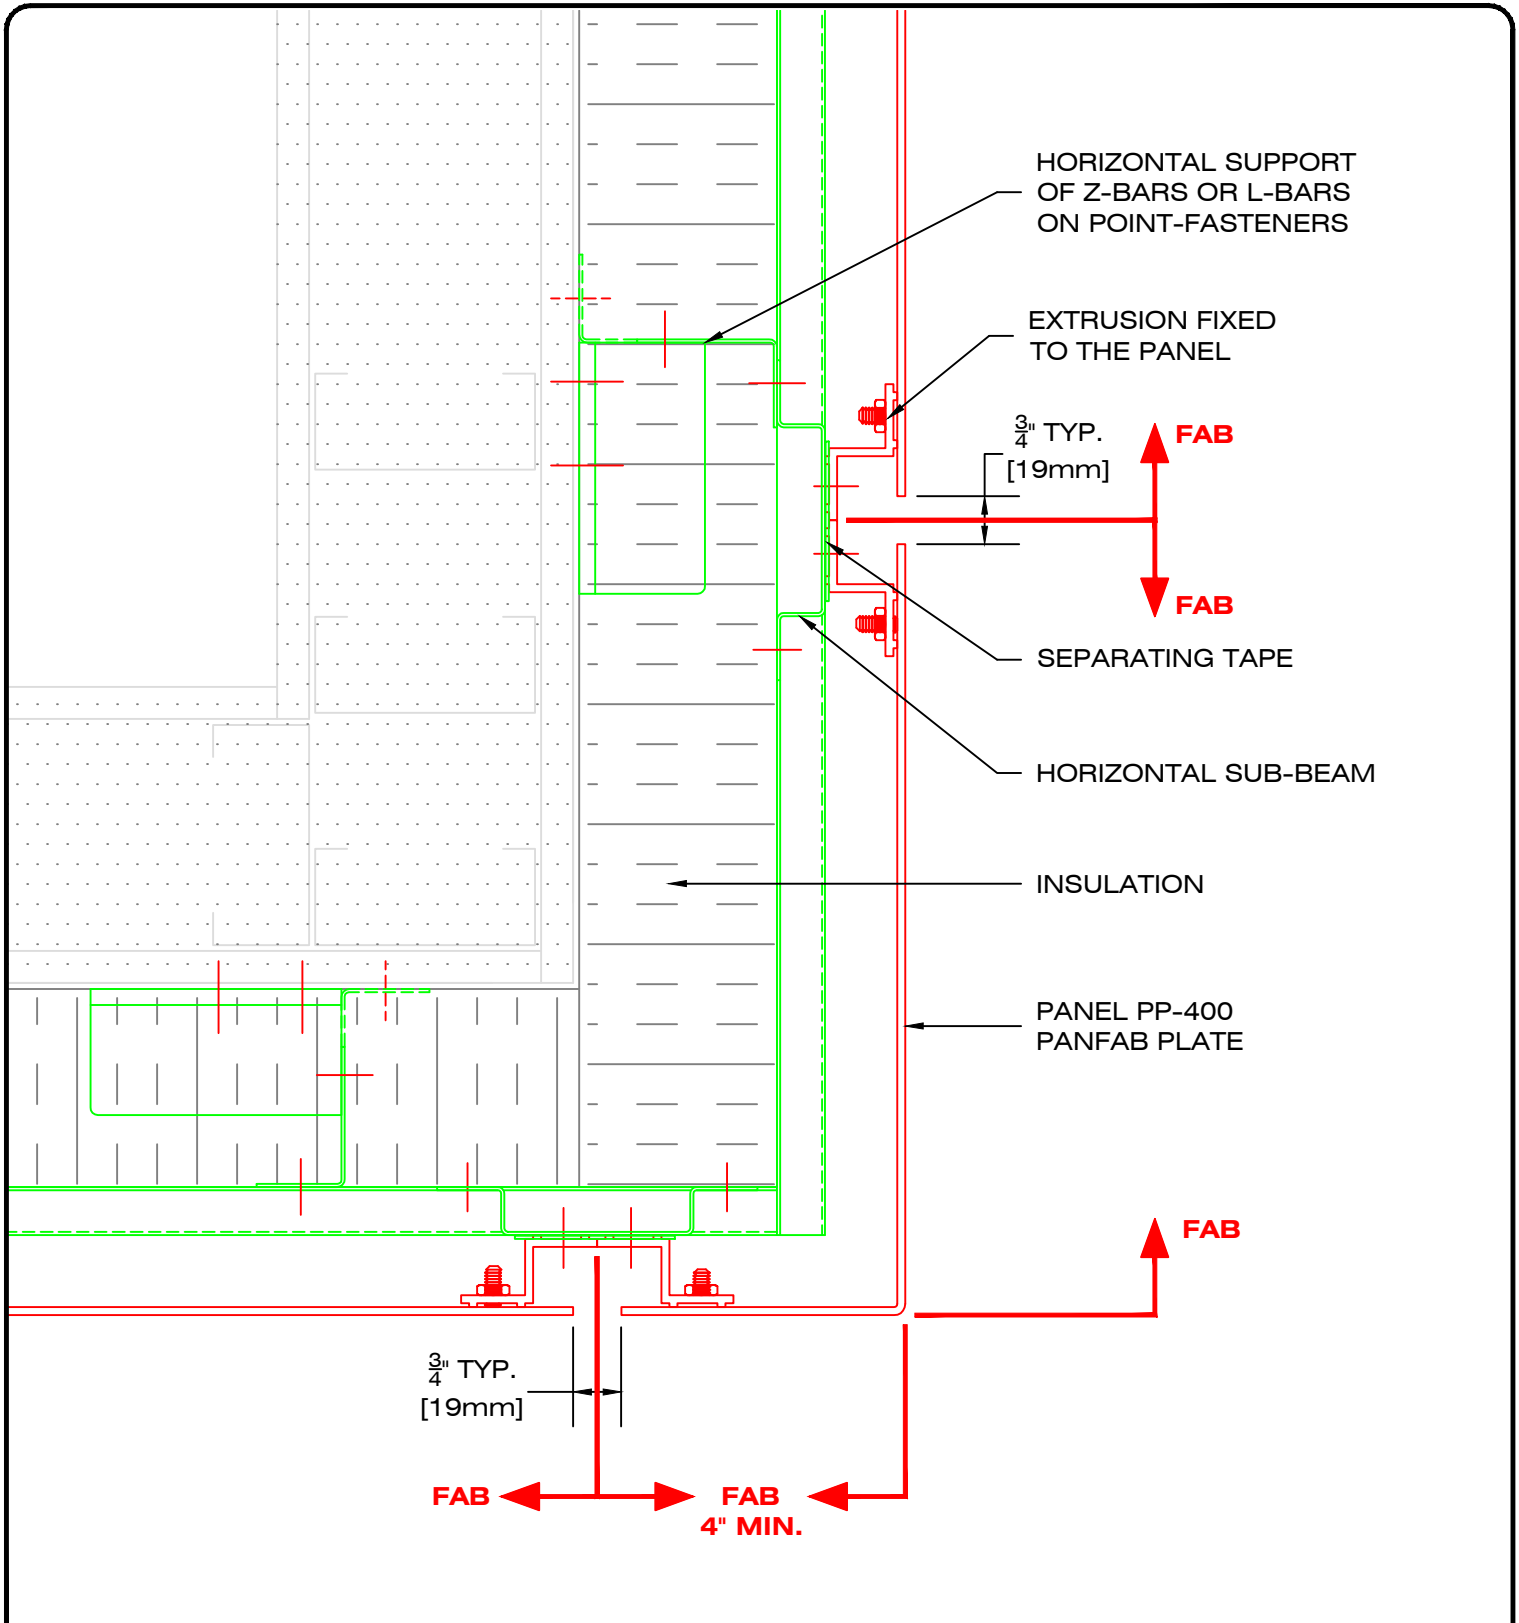 HORIZONTAL SUPPORT
OF Z-BARS OR L-BARS
ON POINT-FASTENERS
EXTRUSION FIXED
TO THE PANEL
3/4" TYP.
[19mm]
FAB
FAB
SEPARATING TAPE
HORIZONTAL SUB-BEAM
INSULATION
PANEL PP-400
PANFAB PLATE
FAB
3/4" TYP.
[19mm]
FAB
FAB
4" MIN.